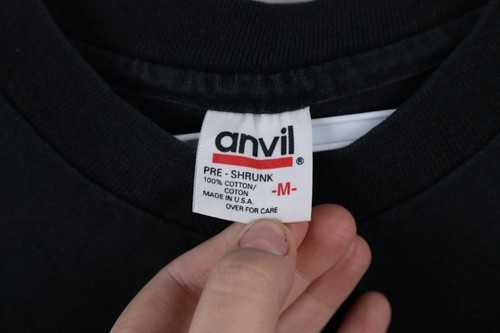 anvil ®
PRE - SHRUNK
100% COTTON/
COTON
-M-
MADE IN U.S.A.
OVER FOR CARE